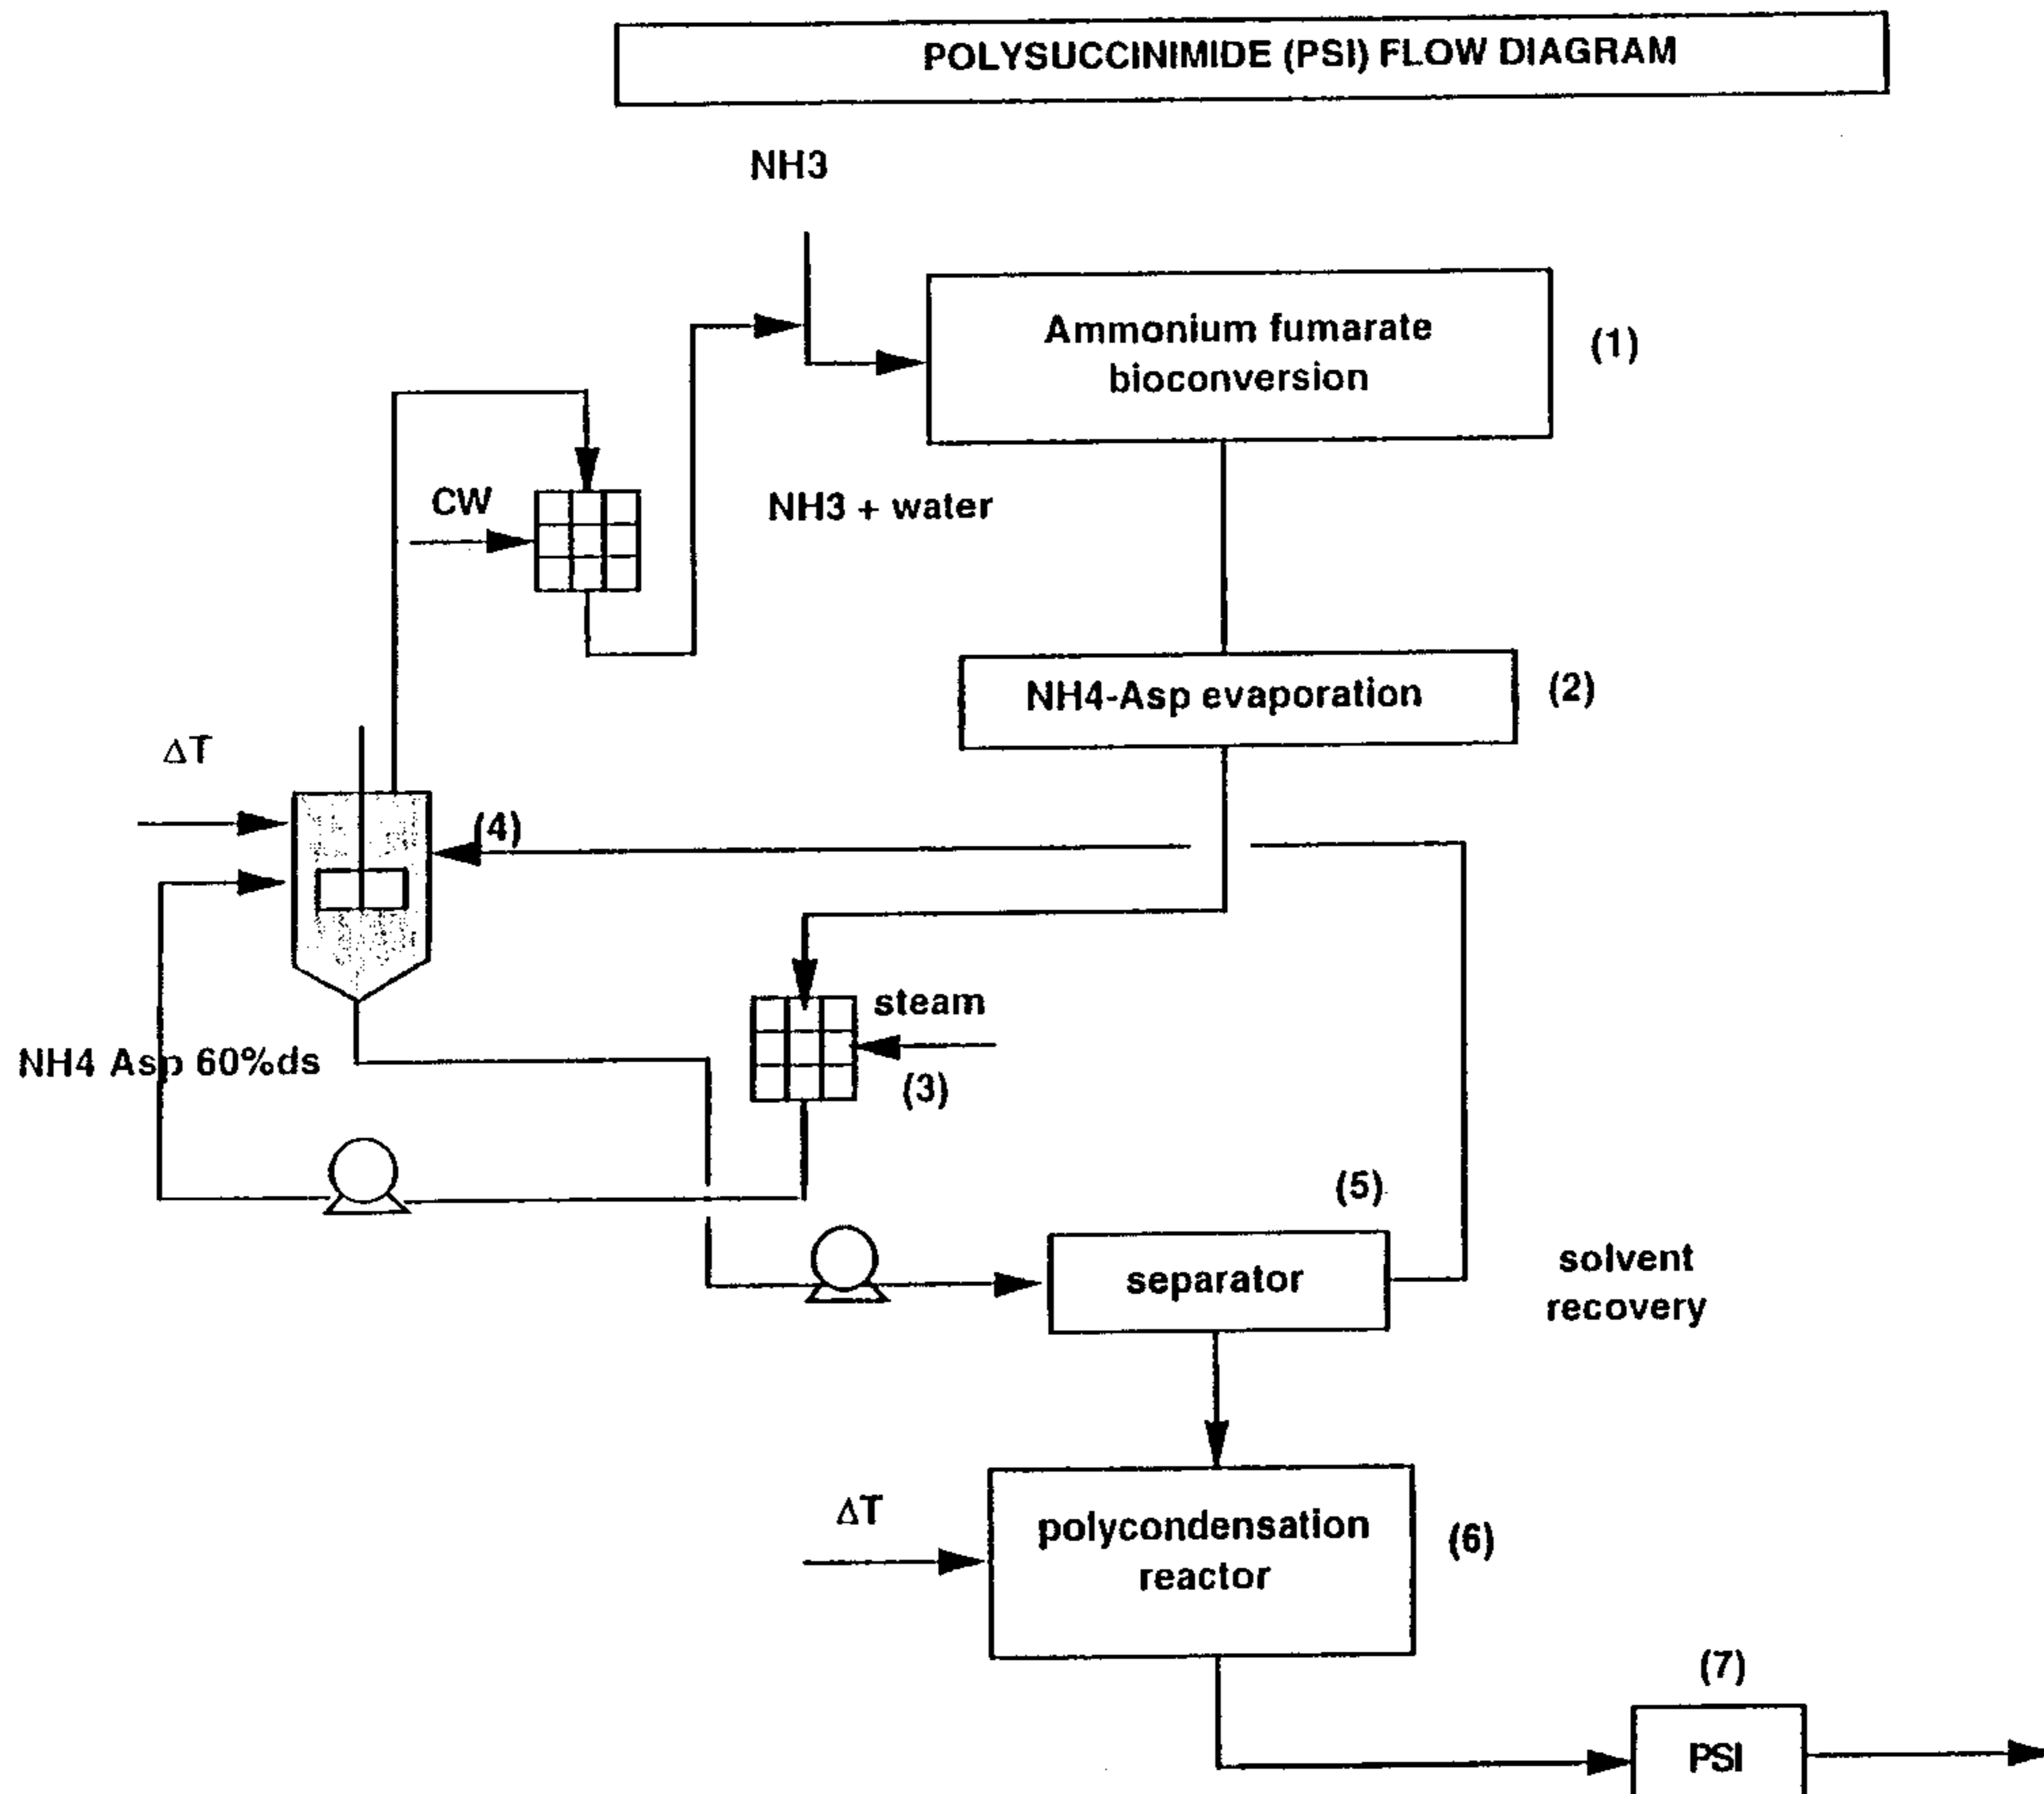 POLYSUCCINIMIDE (PSI) FLOW DIAGRAM
NH3
Ammonium fumarate
bioconversion
(1)
CW
NH3 + water
NH4-Asp evaporation
(2)
ΔT
(4)
steam
(3)
NH4 Asp 60%ds
(5)
separator
solvent
recovery
ΔT
polycondensation
reactor
(6)
(7)
PSI